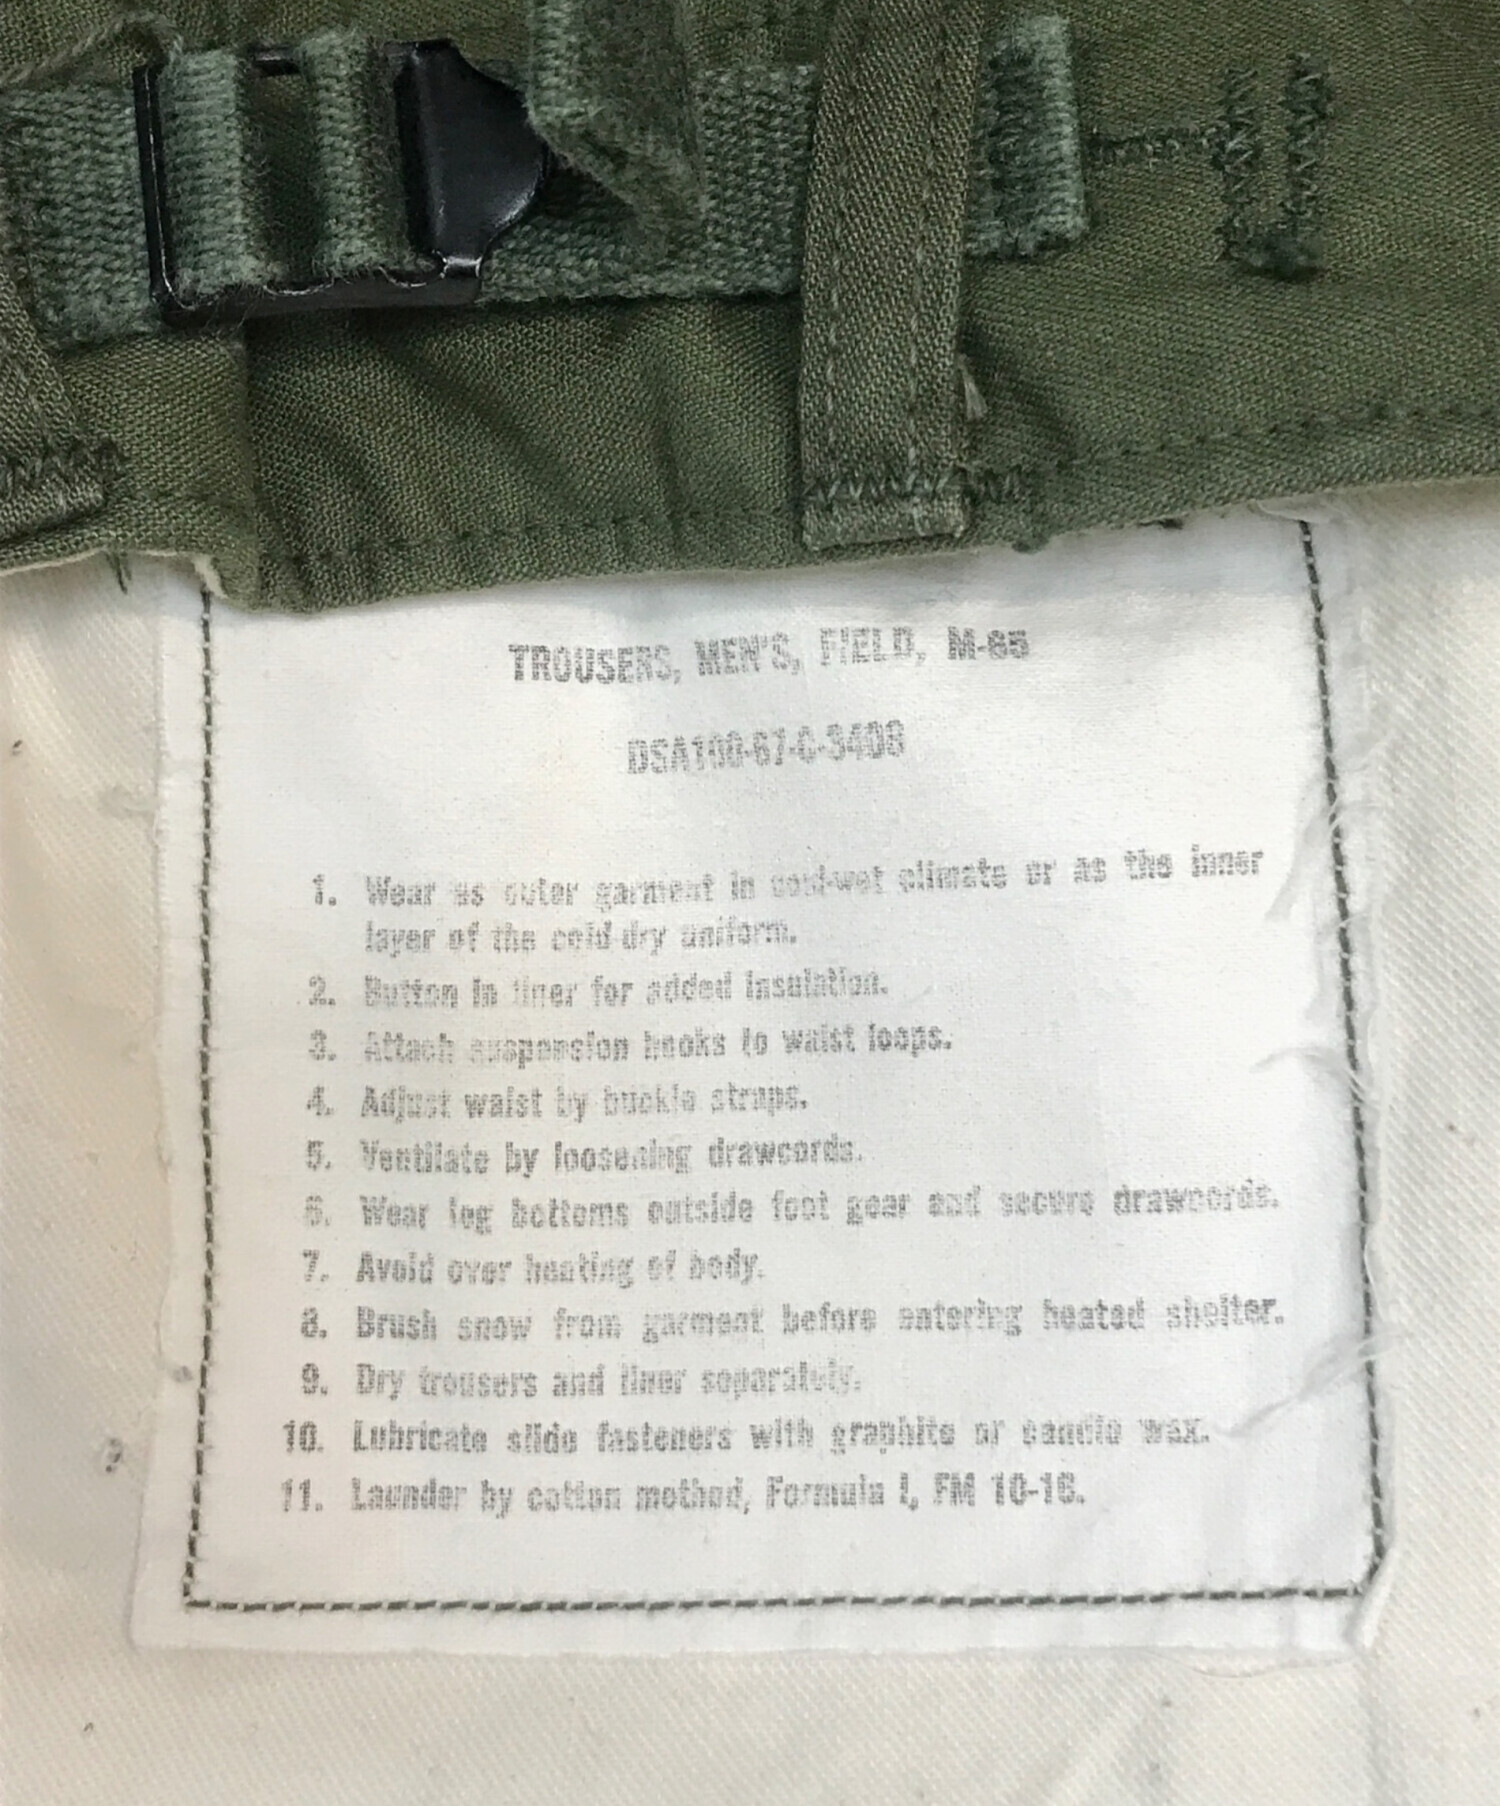 TROUSERS, MEN'S, FIELD, M-65
DSA100-67-C-3408
1. Wear as outer garment in cool-wet climate or as the inner
layer of the cold-dry uniform.
2. Button in liner for added insulation.
3. Attach suspension hooks to waist loops.
4. Adjust waist by buckle straps.
5. Ventilate by loosening drawcords.
6. Wear leg bottoms outside foot gear and secure drawcords.
7. Avoid over heating of body.
8. Brush snow from garment before entering heated shelter.
9. Dry trousers and liner separately.
10. Lubricate slide fasteners with graphite or candle wax.
11. Launder by cotton method, Formula I, FM 10-16.